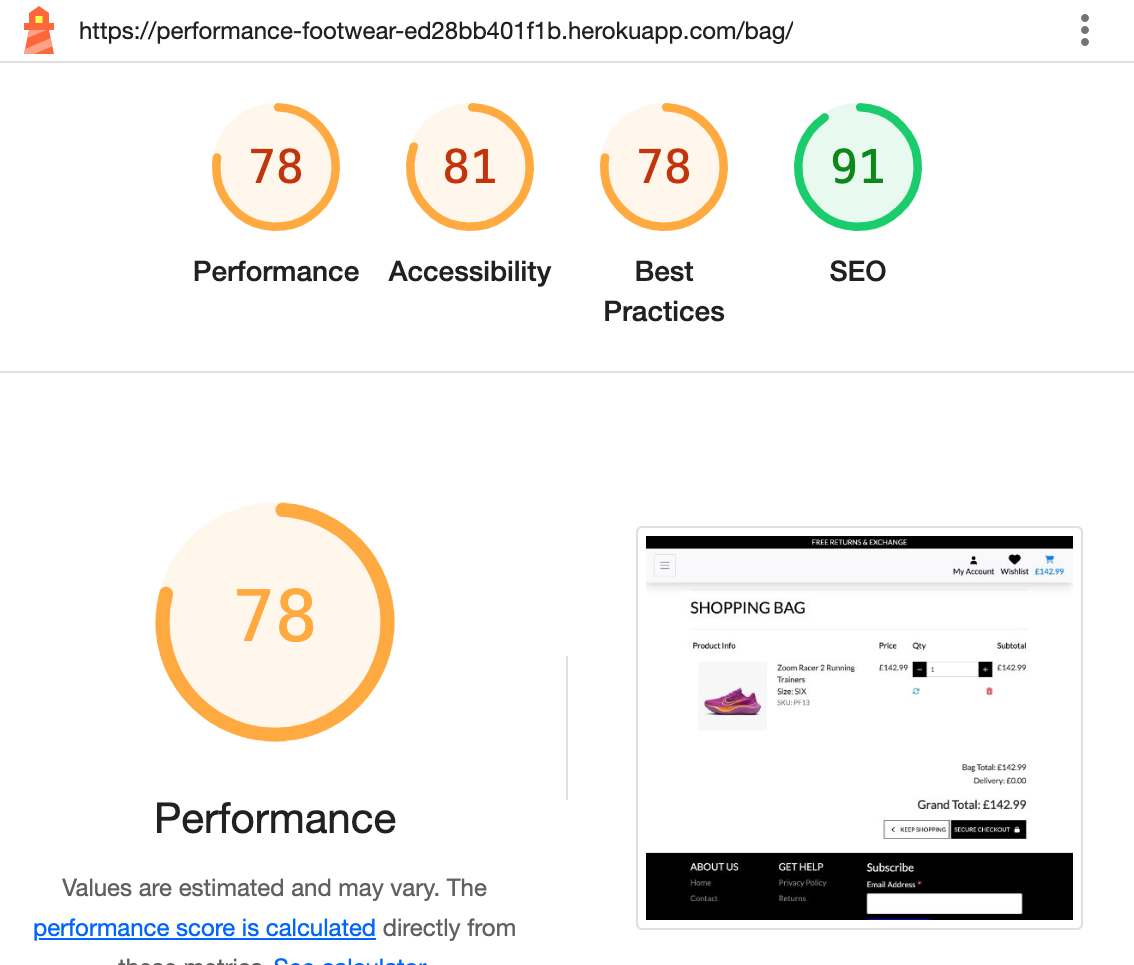 https://performance-footwear-ed28bb401f1b.herokuapp.com/bag/
78 81 78 91
Performance Accessibility Best Practices SEO
78
Performance
Values are estimated and may vary. The
performance score is calculated directly from
these metrics. See calculator.
FREE RETURNS & EXCHANGE
My Account Wishlist £142.99
SHOPPING BAG
Product Info Price Qty Subtotal
Zoom Racer 2 Running £142.99 - 1 + £142.99
Trainers
Size: SIX
SKU: PF13
Bag Total: £142.99
Delivery: £0.00
Grand Total: £142.99
< KEEP SHOPPING SECURE CHECKOUT
ABOUT US GET HELP Subscribe
Home Privacy Policy Email Address *
Contact Returns